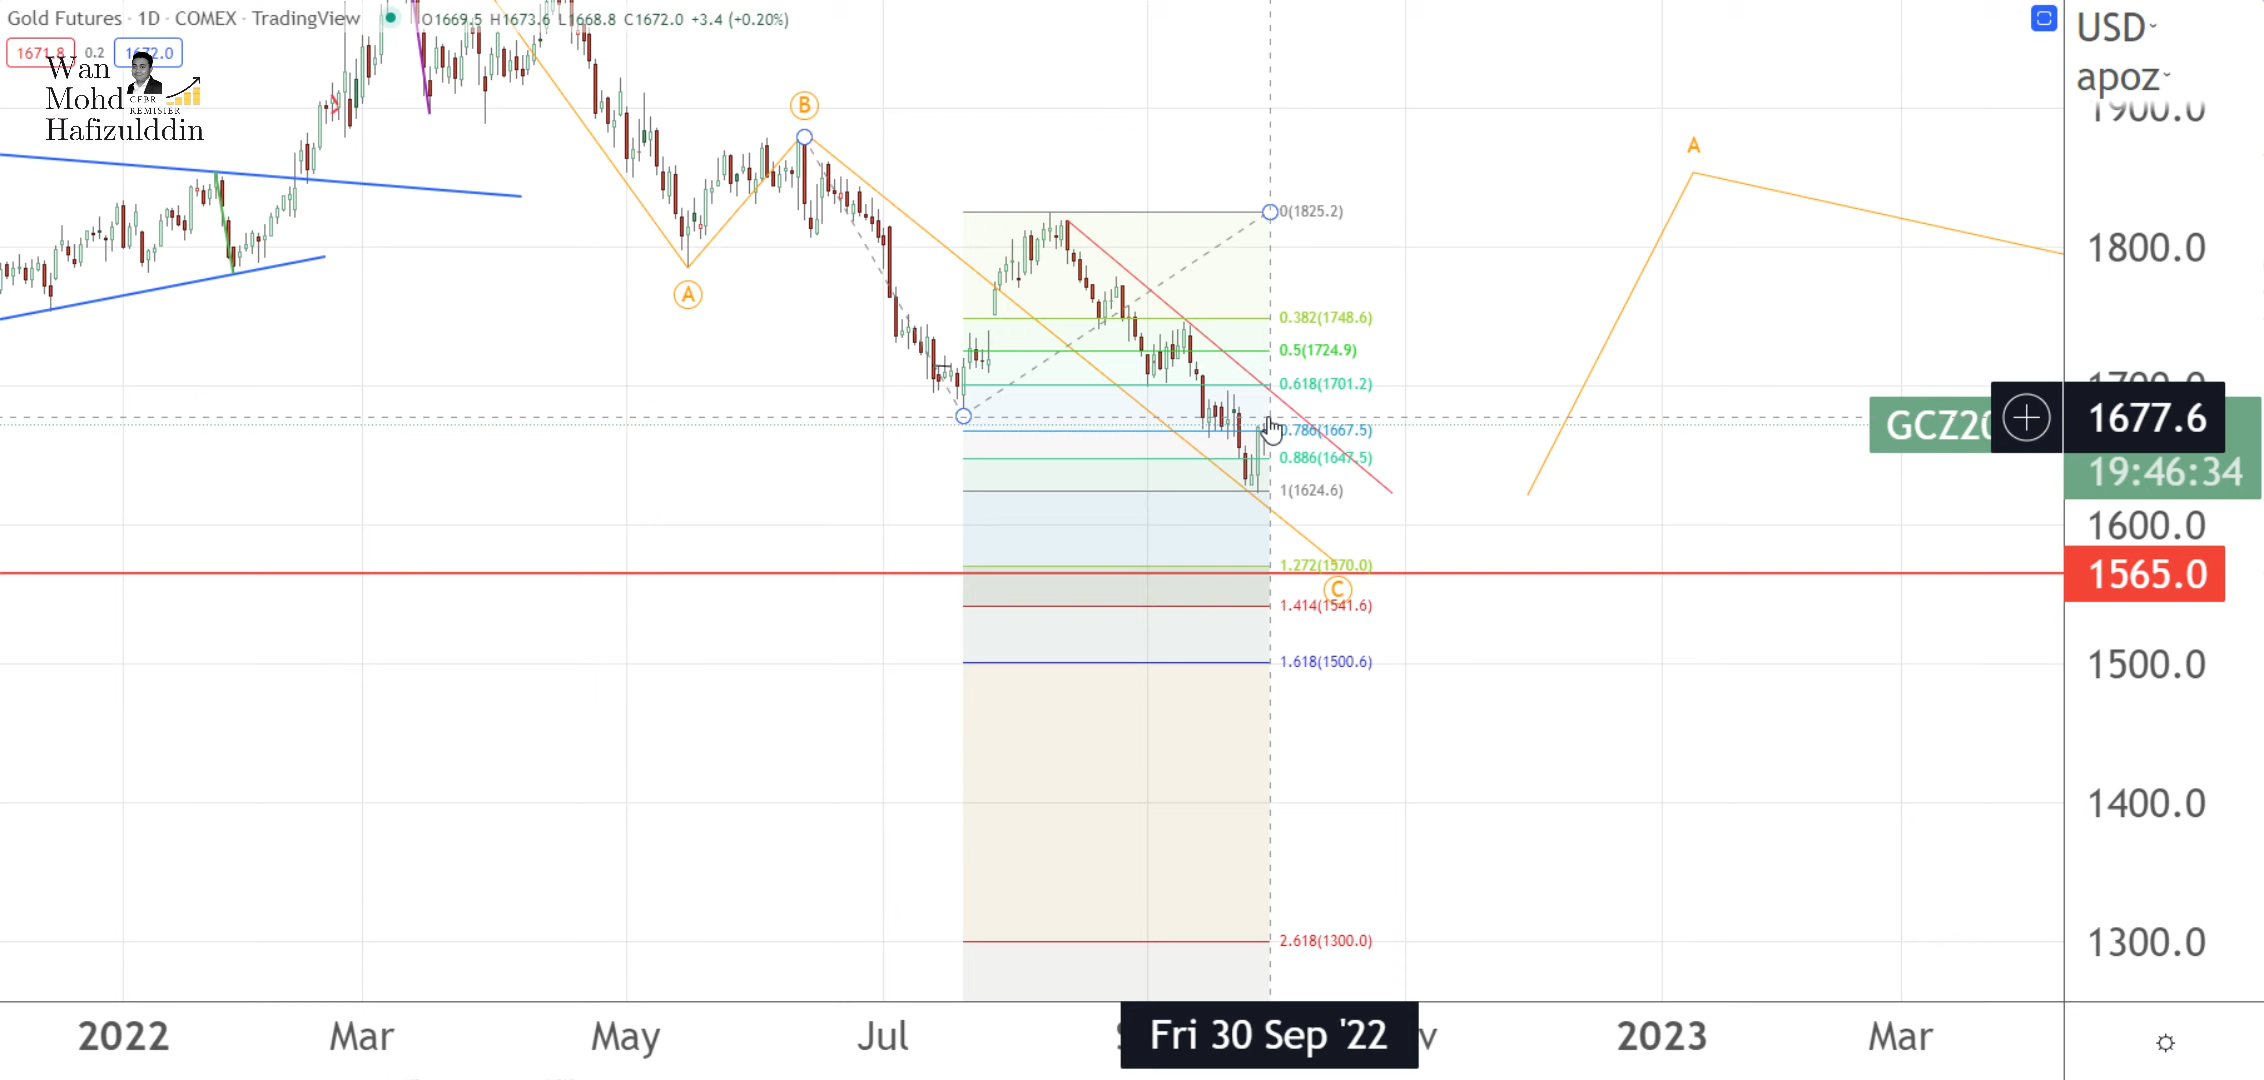 Gold Futures · 1D · COMEX · TradingView O1669.5 H1673.6 L1668.8 C1672.0 +3.4 (+0.20%)
1671.8 0.2 1672.0
Wan
Mohd
Hafizulddin
CFBR
REMISIER
USD
apoz
1900.0
B
A
A
0(1825.2)
1800.0
0.382(1748.6)
0.5(1724.9)
0.618(1701.2)
1700.0
1677.6
0.786(1667.5)
19:46:34
0.886(1647.5)
1(1624.6)
1600.0
1.272(1570.0)
1565.0
C
1.414(1541.6)
1.618(1500.6)
1500.0
1400.0
2.618(1300.0)
1300.0
2022 Mar May Jul Fri 30 Sep '22 2023 Mar